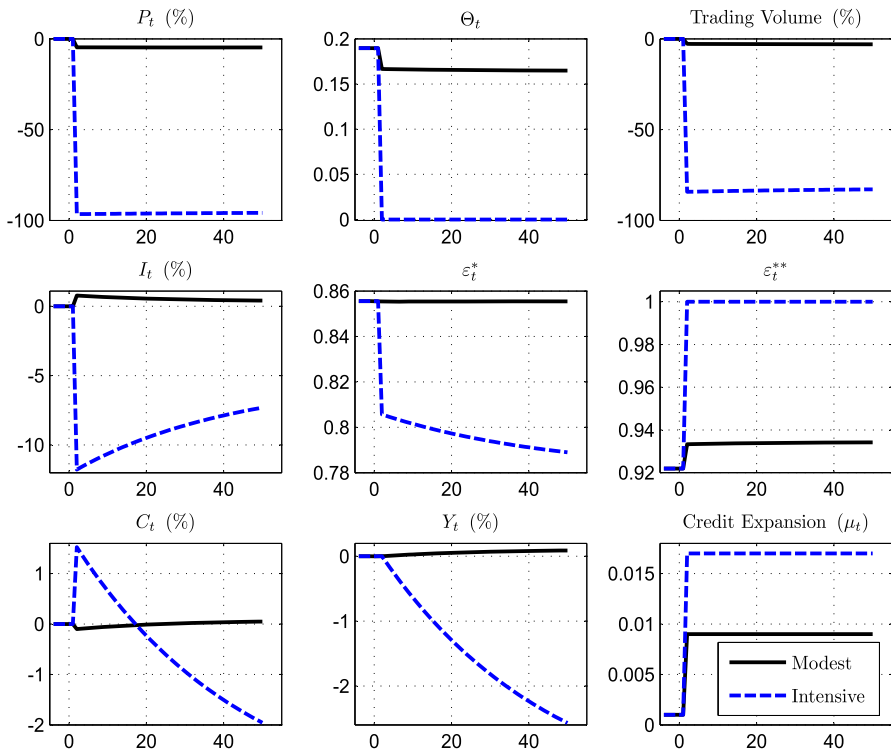 P_t (%)
Θ_t
Trading Volume (%)
0
-50
-100
0 20 40
0.2
0.15
0.1
0.05
0
0 20 40
0
-50
-100
0 20 40
I_t (%)
ε_t^*
ε_t^{**}
0
-5
-10
0 20 40
0.86
0.84
0.82
0.8
0.78
0 20 40
1
0.98
0.96
0.94
0.92
0 20 40
C_t (%)
Y_t (%)
Credit Expansion (μ_t)
1
0
-1
-2
0 20 40
0
-1
-2
0 20 40
0.015
0.01
0.005
0
0 20 40
Modest
Intensive